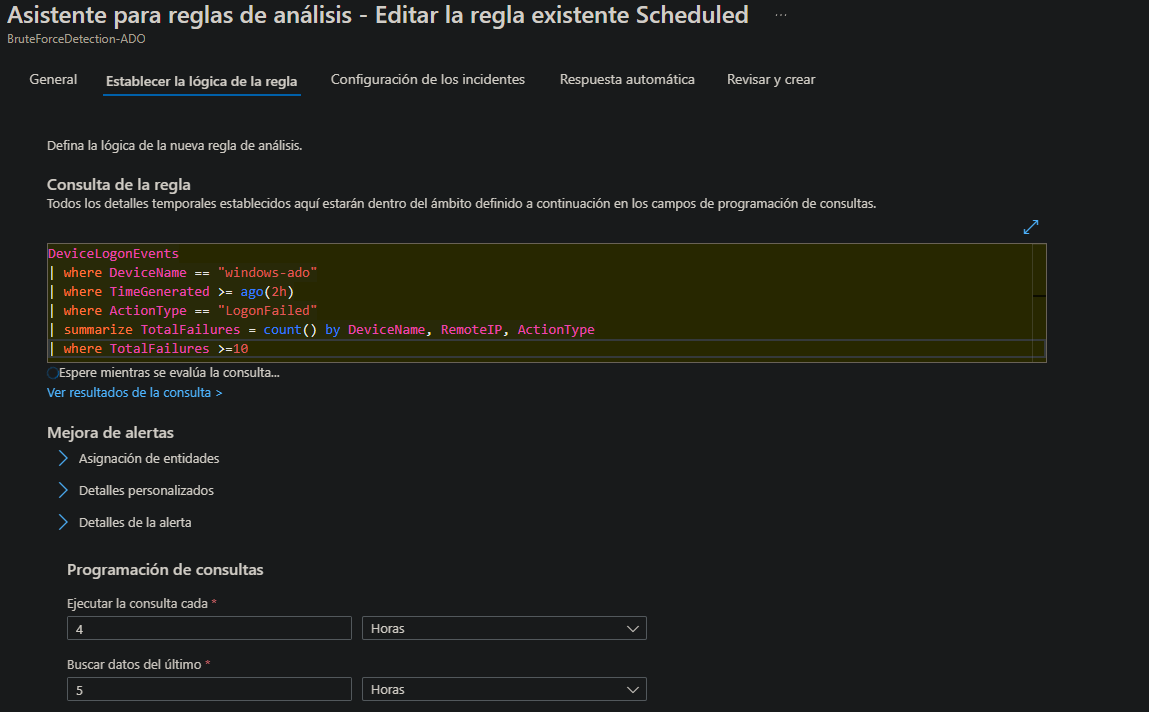 Asistente para reglas de análisis - Editar la regla existente Scheduled ...
BruteForceDetection-ADO
General Establecer la lógica de la regla Configuración de los incidentes Respuesta automática Revisar y crear
Defina la lógica de la nueva regla de análisis.
Consulta de la regla
Todos los detalles temporales establecidos aquí estarán dentro del ámbito definido a continuación en los campos de programación de consultas.
DeviceLogonEvents
| where DeviceName == "windows-ado"
| where TimeGenerated >= ago(2h)
| where ActionType == "LogonFailed"
| summarize TotalFailures = count() by DeviceName, RemoteIP, ActionType
| where TotalFailures >=10
Espere mientras se evalúa la consulta...
Ver resultados de la consulta >
Mejora de alertas
Asignación de entidades
Detalles personalizados
Detalles de la alerta
Programación de consultas
Ejecutar la consulta cada *
4 Horas
Buscar datos del último *
5 Horas